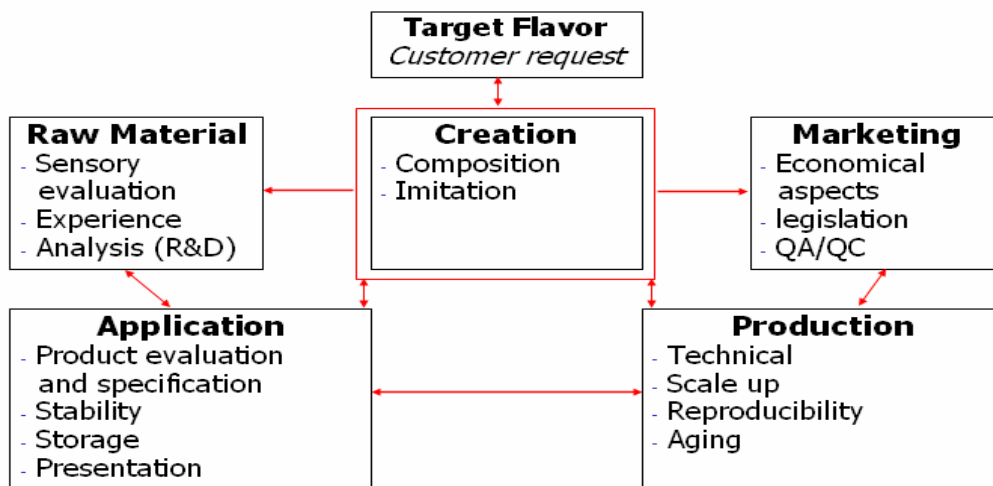 Target Flavor
Customer request
Raw Material
- Sensory
evaluation
- Experience
- Analysis (R&D)
Creation
- Composition
- Imitation
Marketing
- Economical
aspects
- legislation
- QA/QC
Application
- Product evaluation
and specification
- Stability
- Storage
- Presentation
Production
- Technical
- Scale up
- Reproducibility
- Aging